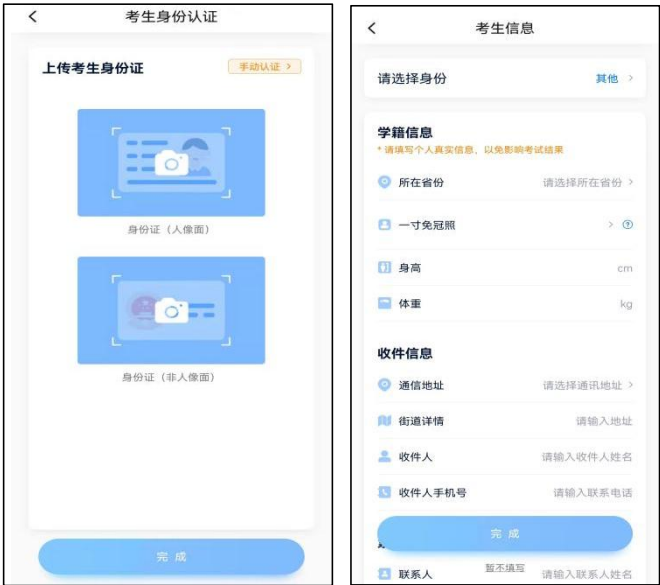 考生身份认证
上传考生身份证
手动认证 >
身份证（人像面）
身份证（非人像面）
完 成
考生信息
请选择身份
其他 >
学籍信息
* 请填写个人真实信息，以免影响考试结果
所在省份
请选择所在省份 >
一寸免冠照
> ?
身高
cm
体重
kg
收件信息
通信地址
请选择通讯地址 >
街道详情
请输入地址
收件人
请输入收件人姓名
收件人手机号
请输入联系电话
完 成
联系人
暂不填写
请输入联系人姓名